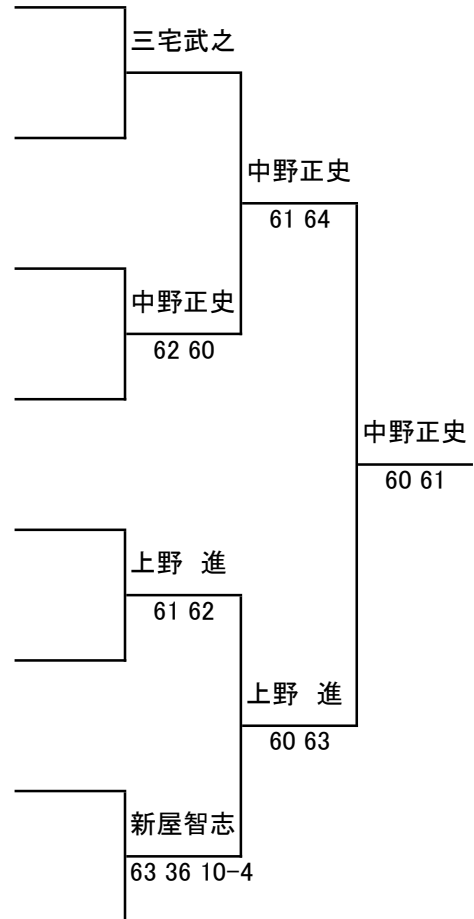 三宅武之
中野正史
61 64
中野正史
62 60
中野正史
60 61
上野 進
61 62
上野 進
60 63
新屋智志
63 36 10-4